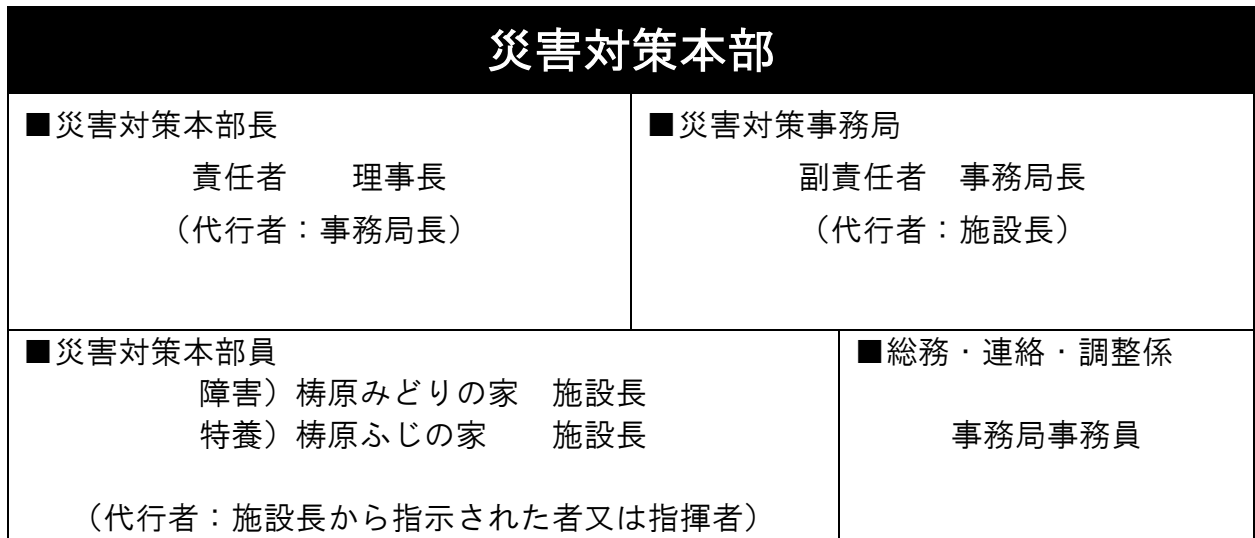 災害対策本部
■災害対策本部長
責任者　　理事長
（代行者：事務局長）
■災害対策事務局
副責任者　事務局長
（代行者：施設長）
■災害対策本部員
障害）梼原みどりの家　施設長
特養）梼原ふじの家　　施設長
（代行者：施設長から指示された者又は指揮者）
■総務・連絡・調整係
事務局事務員